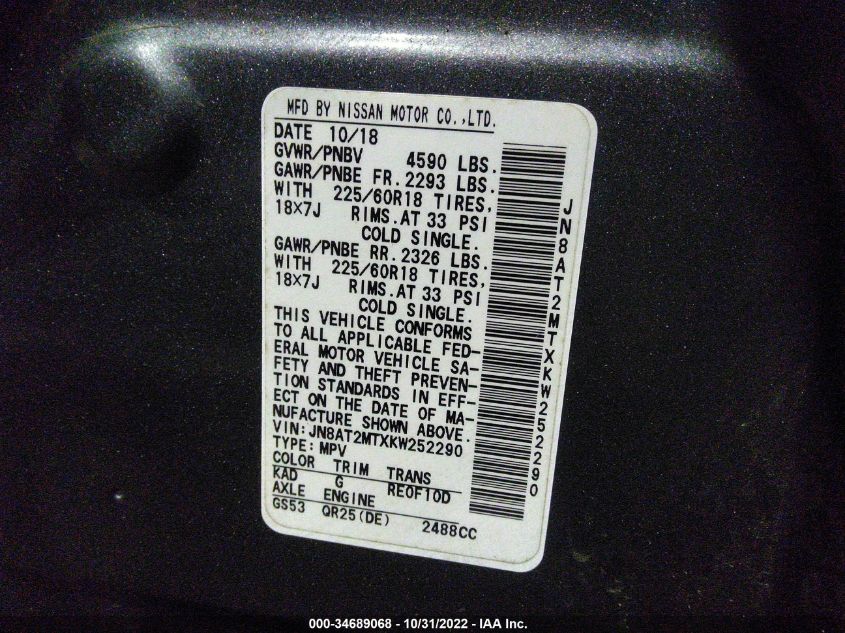 MFD BY NISSAN MOTOR CO.,LTD.
DATE 10/18
GVWR/PNBV 4590 LBS.
GAWR/PNBE FR.2293 LBS.
WITH 225/60R18 TIRES,
18X7J RIMS.AT 33 PSI
COLD SINGLE.
GAWR/PNBE RR.2326 LBS.
WITH 225/60R18 TIRES,
18X7J RIMS.AT 33 PSI
COLD SINGLE.
THIS VEHICLE CONFORMS
TO ALL APPLICABLE FED-
ERAL MOTOR VEHICLE SA-
FETY AND THEFT PREVEN-
TION STANDARDS IN EFF-
ECT ON THE DATE OF MA-
NUFACTURE SHOWN ABOVE.
VIN:JN8AT2MTXKW252290
TYPE:MPV
COLOR TRIM TRANS
KAD G RE0F10D
AXLE ENGINE
GS53 QR25(DE) 2488CC
JN8AT2MTXKW252290
000-34689068 - 10/31/2022 - IAA Inc.